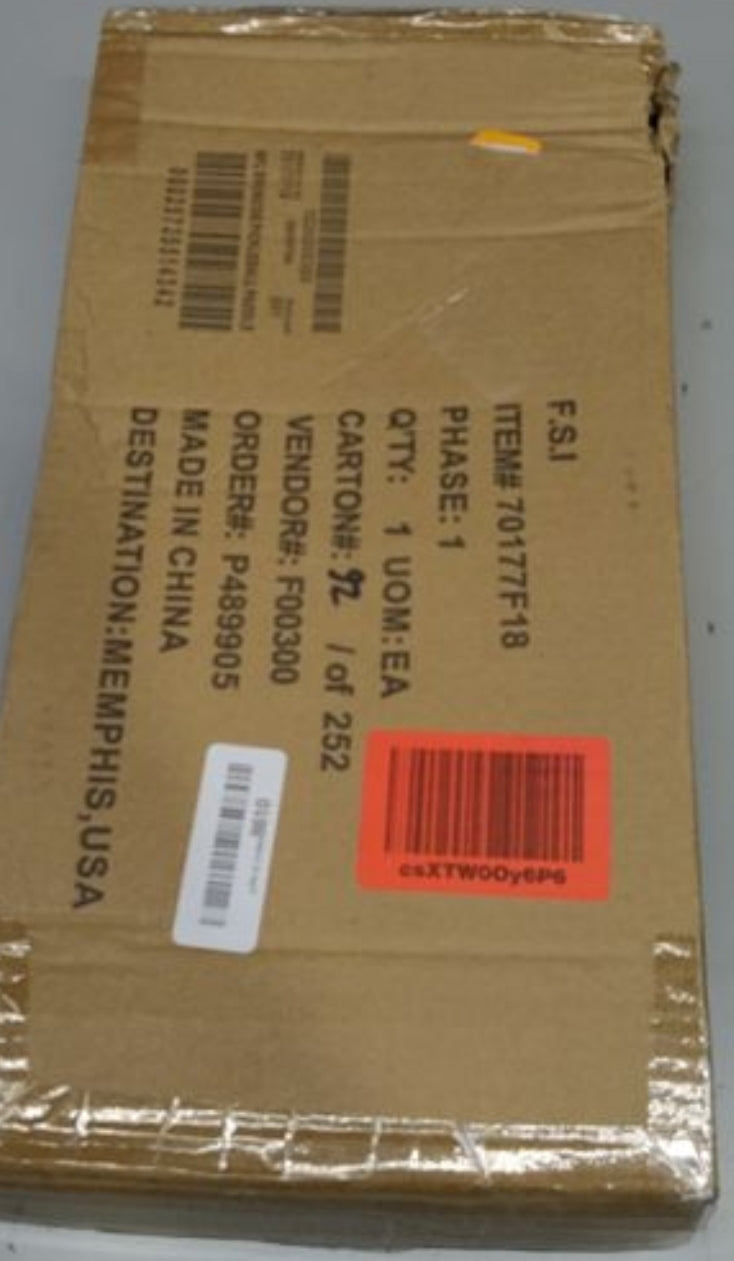 F.S.I
ITEM# 70177F18
PHASE: 1
Q'TY: 1 UOM:EA
CARTON#: 92 / of 252
VENDOR#: F00300
ORDER#: P489905
MADE IN CHINA
DESTINATION:MEMPHIS,USA
csXTW0Oy6P6